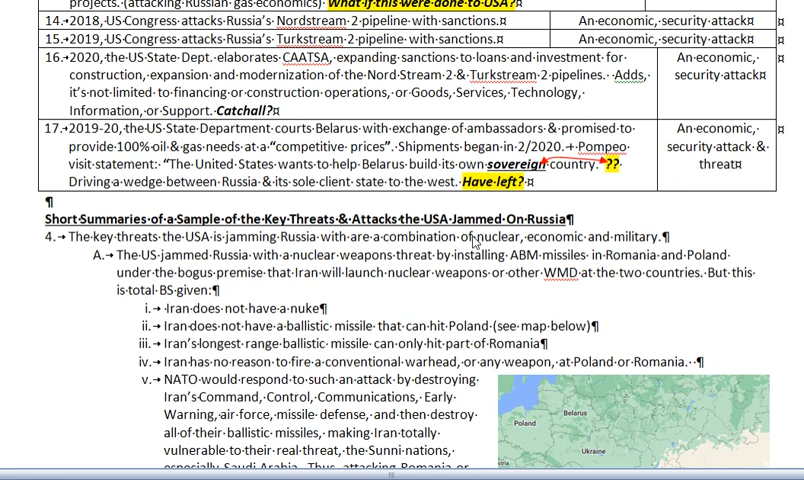 projects. (attacking Russian gas economics) What if this were done to USA?¤
14.→2018, US Congress attacks Russia's Nordstream 2 pipeline with sanctions.¤ An economic, security attack¤ ¤
15.→2019, US Congress attacks Russia's Turkstream 2 pipeline with sanctions.¤ An economic, security attack¤ ¤
16.→2020, the US State Dept. elaborates CAATSA, expanding sanctions to loans and investment for An economic, ¤
construction, expansion and modernization of the Nord Stream 2 & Turkstream 2 pipelines. Adds, security attack¤
it's not limited to financing or construction operations, or Goods, Services, Technology,
Information, or Support. Catchall?¤
17.→2019-20, the US State Department courts Belarus with exchange of ambassadors & promised to An economic, ¤
provide 100% oil & gas needs at a "competitive prices". Shipments began in 2/2020. + Pompeo security attack &
visit statement: "The United States wants to help Belarus build its own sovereign country." ?? threat¤
Driving a wedge between Russia & its sole client state to the west. Have left? ¤
¶
Short Summaries of a Sample of the Key Threats & Attacks the USA Jammed On Russia¶
4.→ The key threats the USA is jamming Russia with are a combination of nuclear, economic and military.¶
A.→ The US jammed Russia with a nuclear weapons threat by installing ABM missiles in Romania and Poland
under the bogus premise that Iran will launch nuclear weapons or other WMD at the two countries. But this
is total BS given:¶
i.→ Iran does not have a nuke¶
ii.→ Iran does not have a ballistic missile that can hit Poland (see map below)¶
iii.→ Iran's longest range ballistic missile can only hit part of Romania¶
iv.→ Iran has no reason to fire a conventional warhead, or any weapon, at Poland or Romania. ¶
v.→ NATO would respond to such an attack by destroying
Iran's Command, Control, Communications, Early
Warning, air force, missile defense, and then destroy
all of their ballistic missiles, making Iran totally
vulnerable to their real threat, the Sunni nations,
especially Saudi Arabia. Thus, attacking Romania or
Belarus
Poland
Ukraine